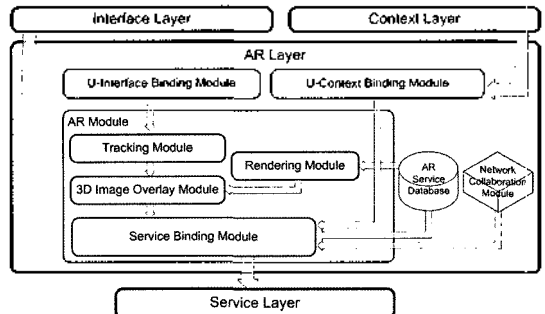 Interface Layer
Context Layer
AR Layer
U-Interface Binding Module
U-Context Binding Module
AR Module
Tracking Module
Rendering Module
AR
Service
Database
Network
Collaboration
Module
3D Image Overlay Module
Service Binding Module
Service Layer